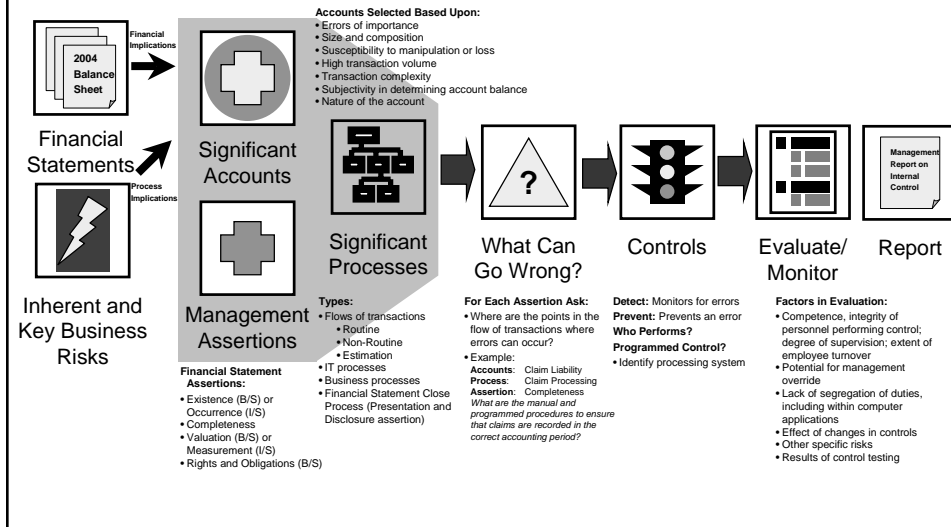 Accounts Selected Based Upon:
• Errors of importance
• Size and composition
• Susceptibility to manipulation or loss
• High transaction volume
• Transaction complexity
• Subjectivity in determining account balance
• Nature of the account
Financial
Implications
2004
Balance
Sheet
Financial
Statements
Process
Implications
Inherent and
Key Business
Risks
Significant
Accounts
Management
Assertions
Financial Statement
Assertions:
• Existence (B/S) or
Occurrence (I/S)
• Completeness
• Valuation (B/S) or
Measurement (I/S)
• Rights and Obligations (B/S)
Significant
Processes
Types:
• Flows of transactions
• Routine
• Non-Routine
• Estimation
• IT processes
• Business processes
• Financial Statement Close
Process (Presentation and
Disclosure assertion)
?
What Can
Go Wrong?
For Each Assertion Ask:
• Where are the points in the
flow of transactions where
errors can occur?
• Example:
Accounts: Claim Liability
Process: Claim Processing
Assertion: Completeness
What are the manual and
programmed procedures to ensure
that claims are recorded in the
correct accounting period?
Controls
Detect: Monitors for errors
Prevent: Prevents an error
Who Performs?
Programmed Control?
• Identify processing system
Evaluate/
Monitor
Factors in Evaluation:
• Competence, integrity of
personnel performing control;
degree of supervision; extent of
employee turnover
• Potential for management
override
• Lack of segregation of duties,
including within computer
applications
• Effect of changes in controls
• Other specific risks
• Results of control testing
Management
Report on
Internal
Control
Report